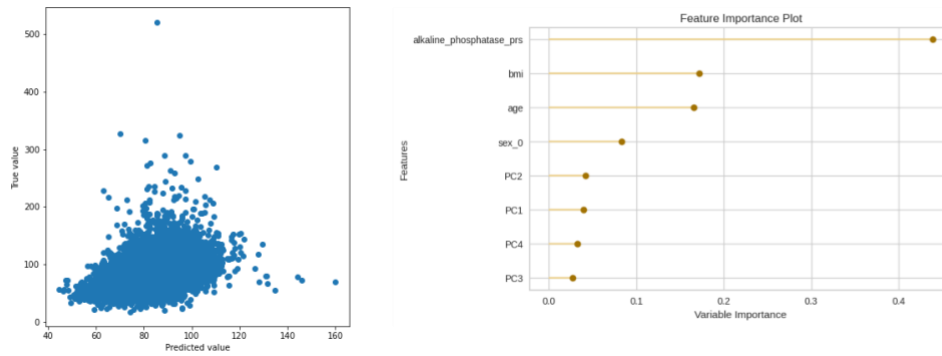 500
400
300
200
100
0
True value
40 60 80 100 120 140 160
Predicted value
Feature Importance Plot
Features
alkaline_phosphatase_prs
bmi
age
sex_0
PC2
PC1
PC4
PC3
0.0 0.1 0.2 0.3 0.4
Variable Importance